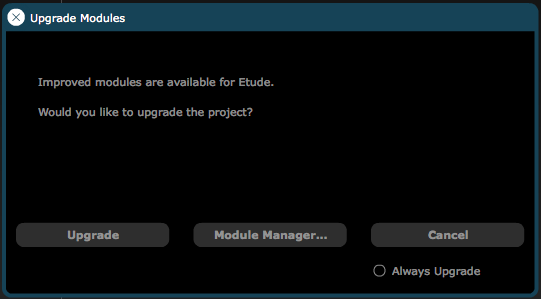 Upgrade Modules
Improved modules are available for Etude.
Would you like to upgrade the project?
Upgrade
Module Manager...
Cancel
Always Upgrade